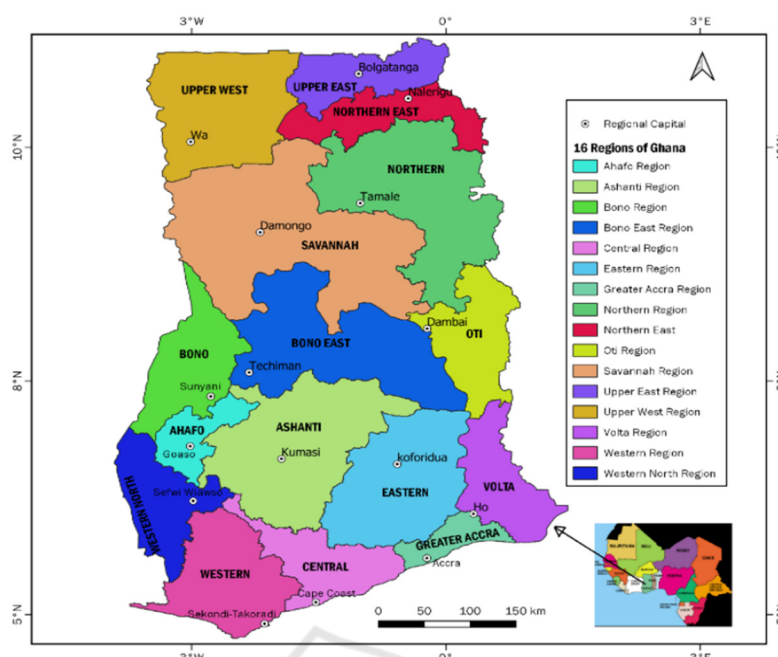 3°W 0° 3°E
10°N
8°N
5°N
UPPER WEST
Wa
UPPER EAST
Bolgatanga
NORTHERN EAST
Nalerigu
NORTHERN
Tamale
Damongo
SAVANNAH
Dambai
OTI
BONO EAST
Techiman
BONO
Sunyani
AHAFO
Goaso
ASHANTI
Kumasi
koforidua
EASTERN
VOLTA
Ho
Sefwi Wiawso
WESTERN NORTH
GREATER ACCRA
Accra
CENTRAL
Cape Coast
WESTERN
Sekondi-Takoradi
Regional Capital
16 Regions of Ghana
Ahafo Region
Ashanti Region
Bono Region
Bono East Region
Central Region
Eastern Region
Greater Accra Region
Northern Region
Northern East
Oti Region
Savannah Region
Upper East Region
Upper West Region
Volta Region
Western Region
Western North Region
0 50 100 150 km
3°W 0° 3°E